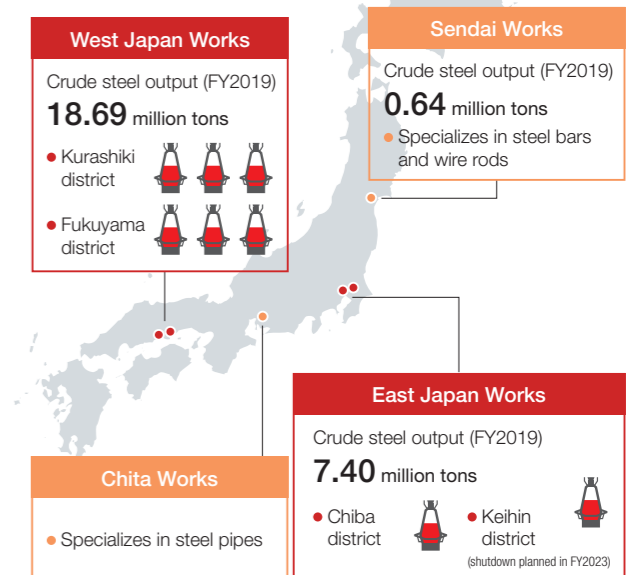 West Japan Works
Crude steel output (FY2019)
18.69 million tons
• Kurashiki
district
• Fukuyama
district
Sendai Works
Crude steel output (FY2019)
0.64 million tons
• Specializes in steel bars
and wire rods
East Japan Works
Crude steel output (FY2019)
7.40 million tons
• Chiba
district
• Keihin
district
(shutdown planned in FY2023)
Chita Works
• Specializes in steel pipes